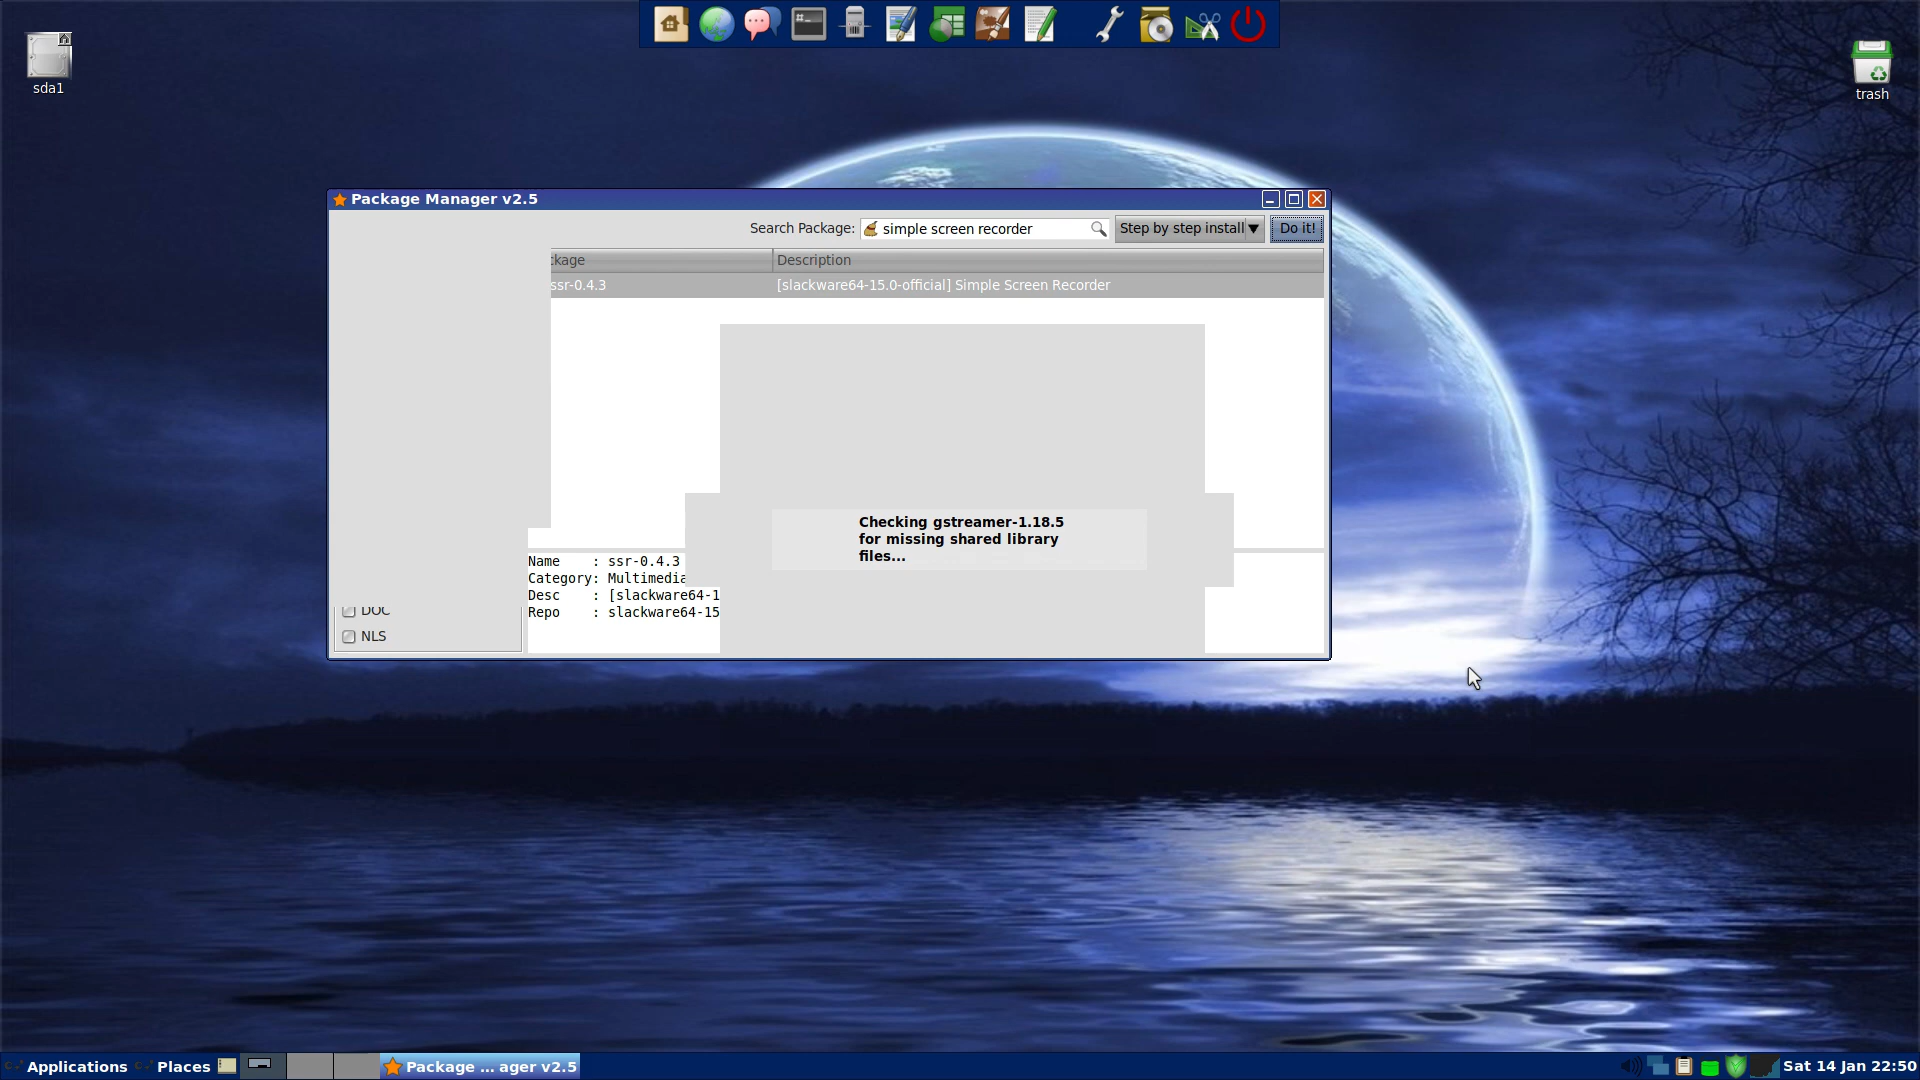 sda1
trash
Package Manager v2.5
Search Package: simple screen recorder Step by step install Do it!
ckage Description
ssr-0.4.3 [slackware64-15.0-official] Simple Screen Recorder
Checking gstreamer-1.18.5
for missing shared library
files...
Name : ssr-0.4.3
Category: Multimedia
Desc : [slackware64-1
Repo : slackware64-15
DOC
NLS
Applications Places Package ... ager v2.5 Sat 14 Jan 22:50